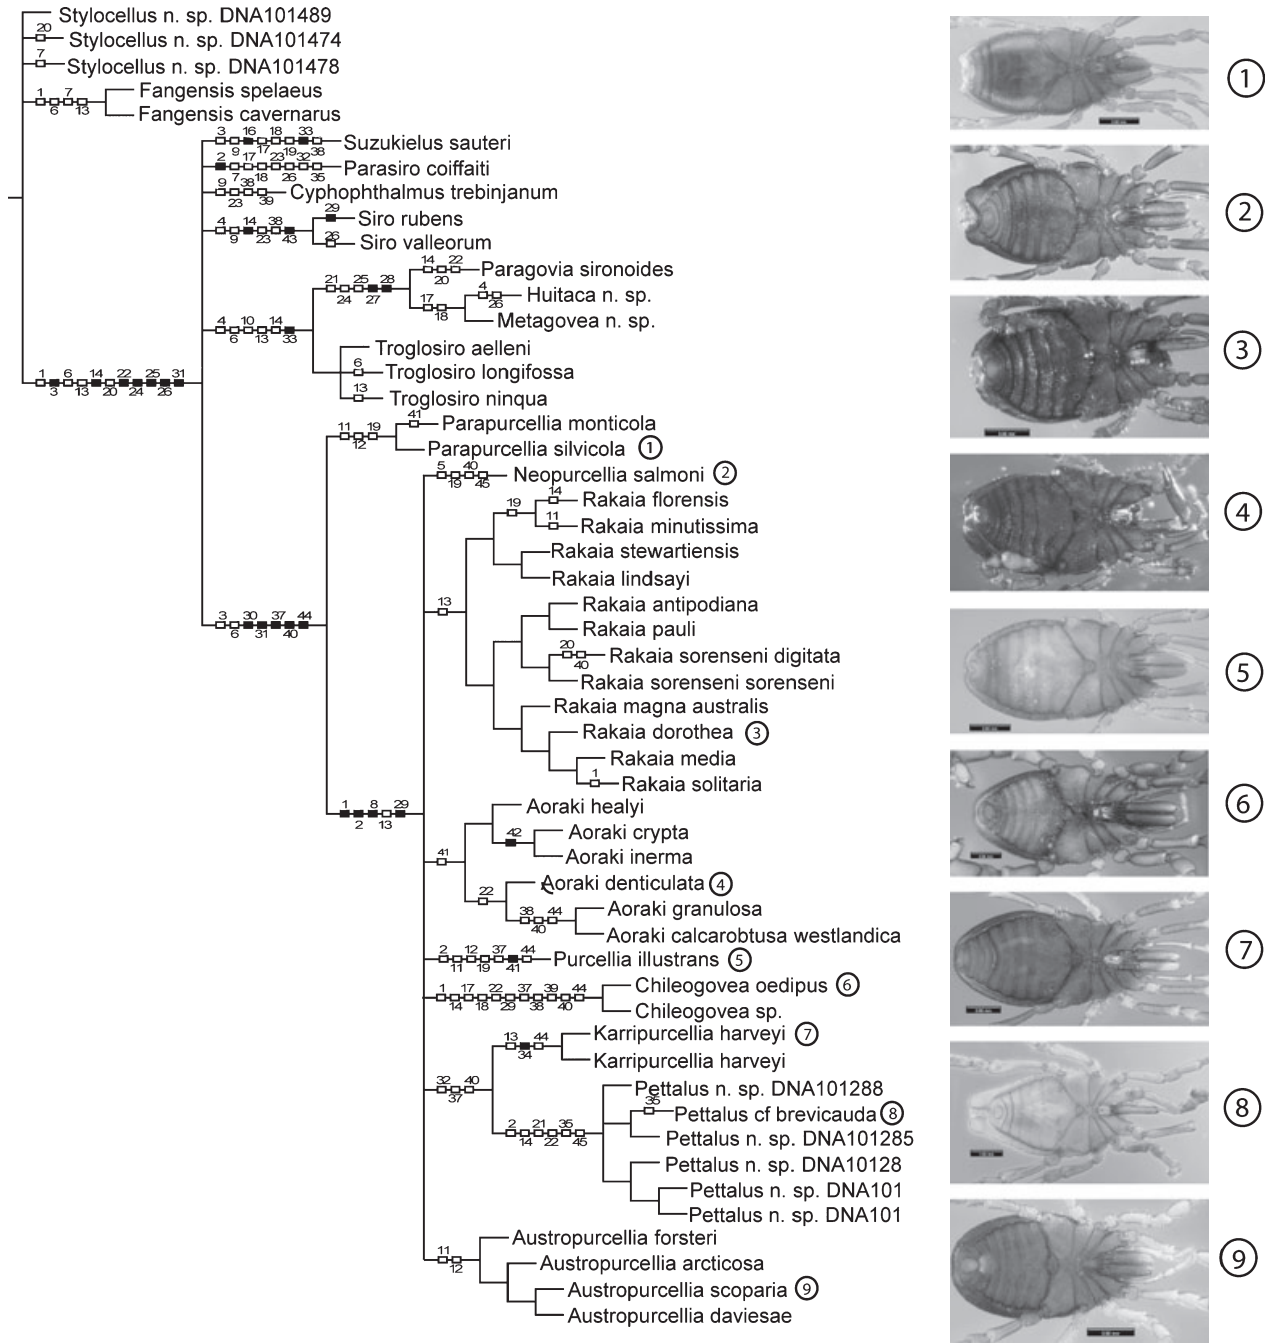 Stylocellus n. sp. DNA101489
20
Stylocellus n. sp. DNA101474
7
Stylocellus n. sp. DNA101478
1 7
6 13
Fangensis spelaeus
Fangensis cavernarus
3 16 18 33
9 17 19 38
Suzukielus sauteri
2 17 23 32
7 18 26 35
Parasiro coiffaiti
9 38
23 39
Cyphophthalmus trebinjanum
4 14 38
9 23 43
29
Siro rubens
26
Siro valleorum
21 25 28
24 27
14 22
20
Paragovia sironoides
17
18
4
26
Huitaca n. sp.
Metagovea n. sp.
4 10 14
6 13 33
Troglosiro aelleni
6
Troglosiro longifossa
13
Troglosiro ninqua
1 6 14 22 25 31
3 13 20 24 26
11 19
12
41
Parapurcellia monticola
Parapurcellia silvicola 1
5 40
19 45
Neopurcellia salmoni 2
19
14
Rakaia florensis
11
Rakaia minutissima
Rakaia stewartiensis
Rakaia lindsayi
13
Rakaia antipodiana
Rakaia pauli
20
40
Rakaia sorenseni digitata
Rakaia sorenseni sorenseni
3 30 37 44
6 31 40
Rakaia magna australis
Rakaia dorothea 3
Rakaia media
1
Rakaia solitaria
1 8 29
2 13
Aoraki healyi
42
Aoraki crypta
Aoraki inerma
41
22
Aoraki denticulata 4
38 44
40
Aoraki granulosa
Aoraki calcarobtusa westlandica
2 12 37 44
11 19 41
Purcellia illustrans 5
1 17 22 37 39 44
14 18 29 38 40
Chileogovea oedipus 6
Chileogovea sp.
13 44
34
Karripurcellia harveyi 7
Karripurcellia harveyi
32 40
37
Pettalus n. sp. DNA101288
35
Pettalus cf brevicauda 8
2 21 35
14 22 45
Pettalus n. sp. DNA101285
Pettalus n. sp. DNA10128
Pettalus n. sp. DNA101
Pettalus n. sp. DNA101
Austropurcellia forsteri
11
12
Austropurcellia arcticosa
Austropurcellia scoparia 9
Austropurcellia daviesae
1
2
3
4
5
6
7
8
9